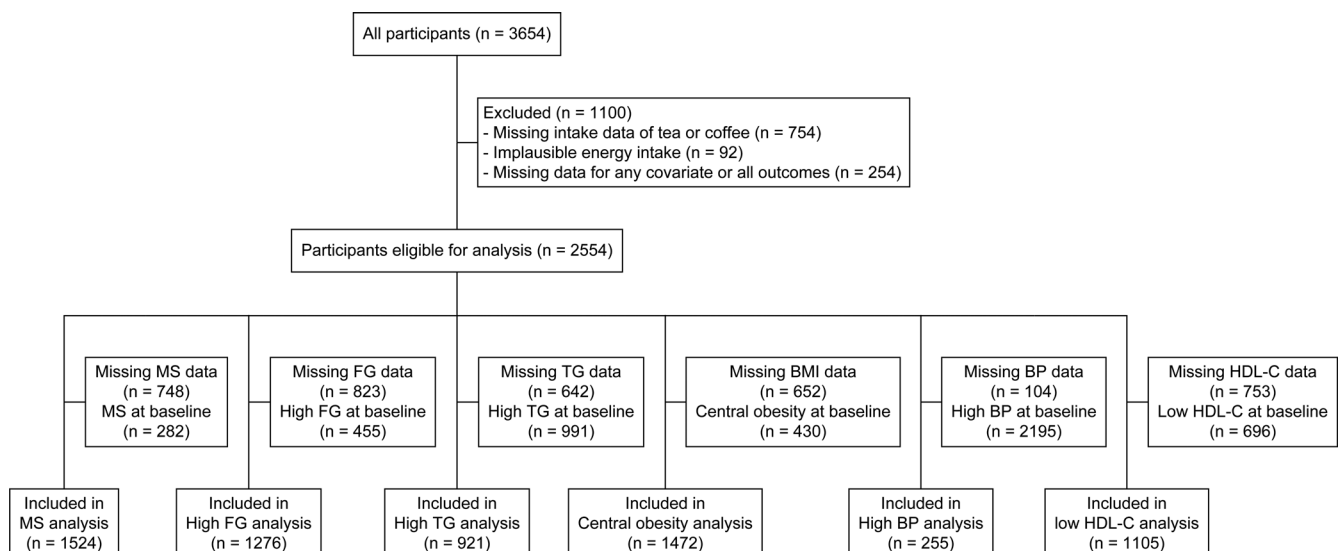 All participants (n = 3654)
Excluded (n = 1100)
- Missing intake data of tea or coffee (n = 754)
- Implausible energy intake (n = 92)
- Missing data for any covariate or all outcomes (n = 254)
Participants eligible for analysis (n = 2554)
Missing MS data
(n = 748)
MS at baseline
(n = 282)
Missing FG data
(n = 823)
High FG at baseline
(n = 455)
Missing TG data
(n = 642)
High TG at baseline
(n = 991)
Missing BMI data
(n = 652)
Central obesity at baseline
(n = 430)
Missing BP data
(n = 104)
High BP at baseline
(n = 2195)
Missing HDL-C data
(n = 753)
Low HDL-C at baseline
(n = 696)
Included in
MS analysis
(n = 1524)
Included in
High FG analysis
(n = 1276)
Included in
High TG analysis
(n = 921)
Included in
Central obesity analysis
(n = 1472)
Included in
High BP analysis
(n = 255)
Included in
low HDL-C analysis
(n = 1105)